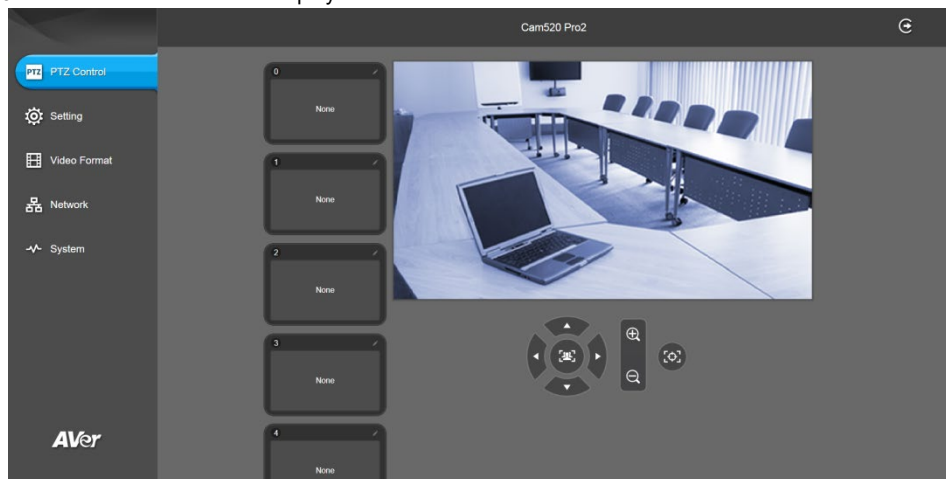 Cam520 Pro2
PTZ PTZ Control
Setting
Video Format
Network
System
AVer
0
None
1
None
2
None
3
None
4
None